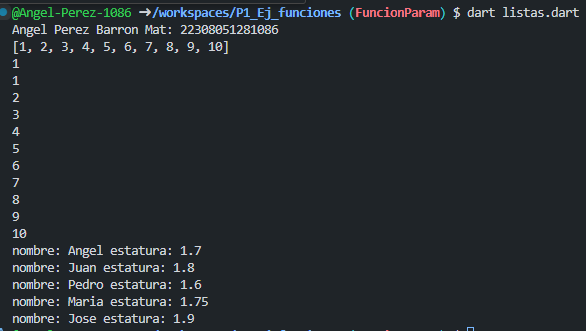 @Angel-Perez-1086 ➜/workspaces/P1_Ej_funciones (FuncionParam) $ dart listas.dart
Angel Perez Barron Mat: 22308051281086
[1, 2, 3, 4, 5, 6, 7, 8, 9, 10]
1
1
2
3
4
5
6
7
8
9
10
nombre: Angel estatura: 1.7
nombre: Juan estatura: 1.8
nombre: Pedro estatura: 1.6
nombre: Maria estatura: 1.75
nombre: Jose estatura: 1.9